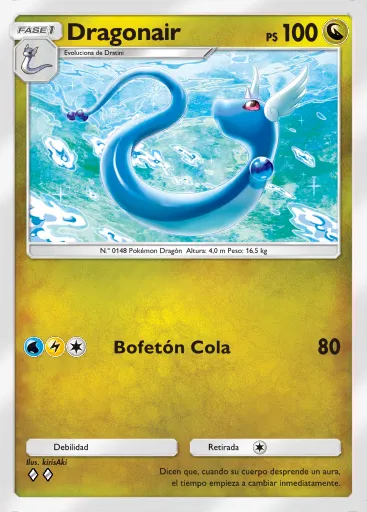 FASE 1
Dragonair
PS 100
Evoluciona de Dratini
N.º 0148 Pokémon Dragón Altura: 4,0 m Peso: 16,5 kg
Bofetón Cola 80
Debilidad
Retirada
Ilus. kirisAki
Dicen que, cuando su cuerpo desprende un aura,
el tiempo empieza a cambiar inmediatamente.